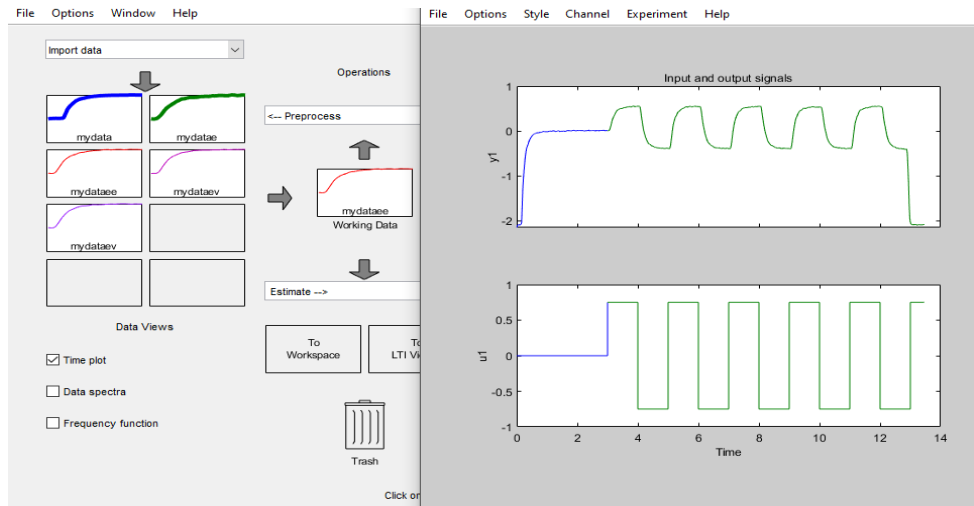 File Options Window Help
Import data
mydata
mydatae
mydataee
mydataev
mydataev
Operations
<-- Preprocess
mydataee
Working Data
Estimate -->
Data Views
Time plot
Data spectra
Frequency function
To
Workspace
To
LTI
Trash
Click
File Options Style Channel Experiment Help
Input and output signals
y1
1
0
-1
-2
u1
1
0.5
0
-0.5
-1
0 2 4 6 8 10 12 14
Time